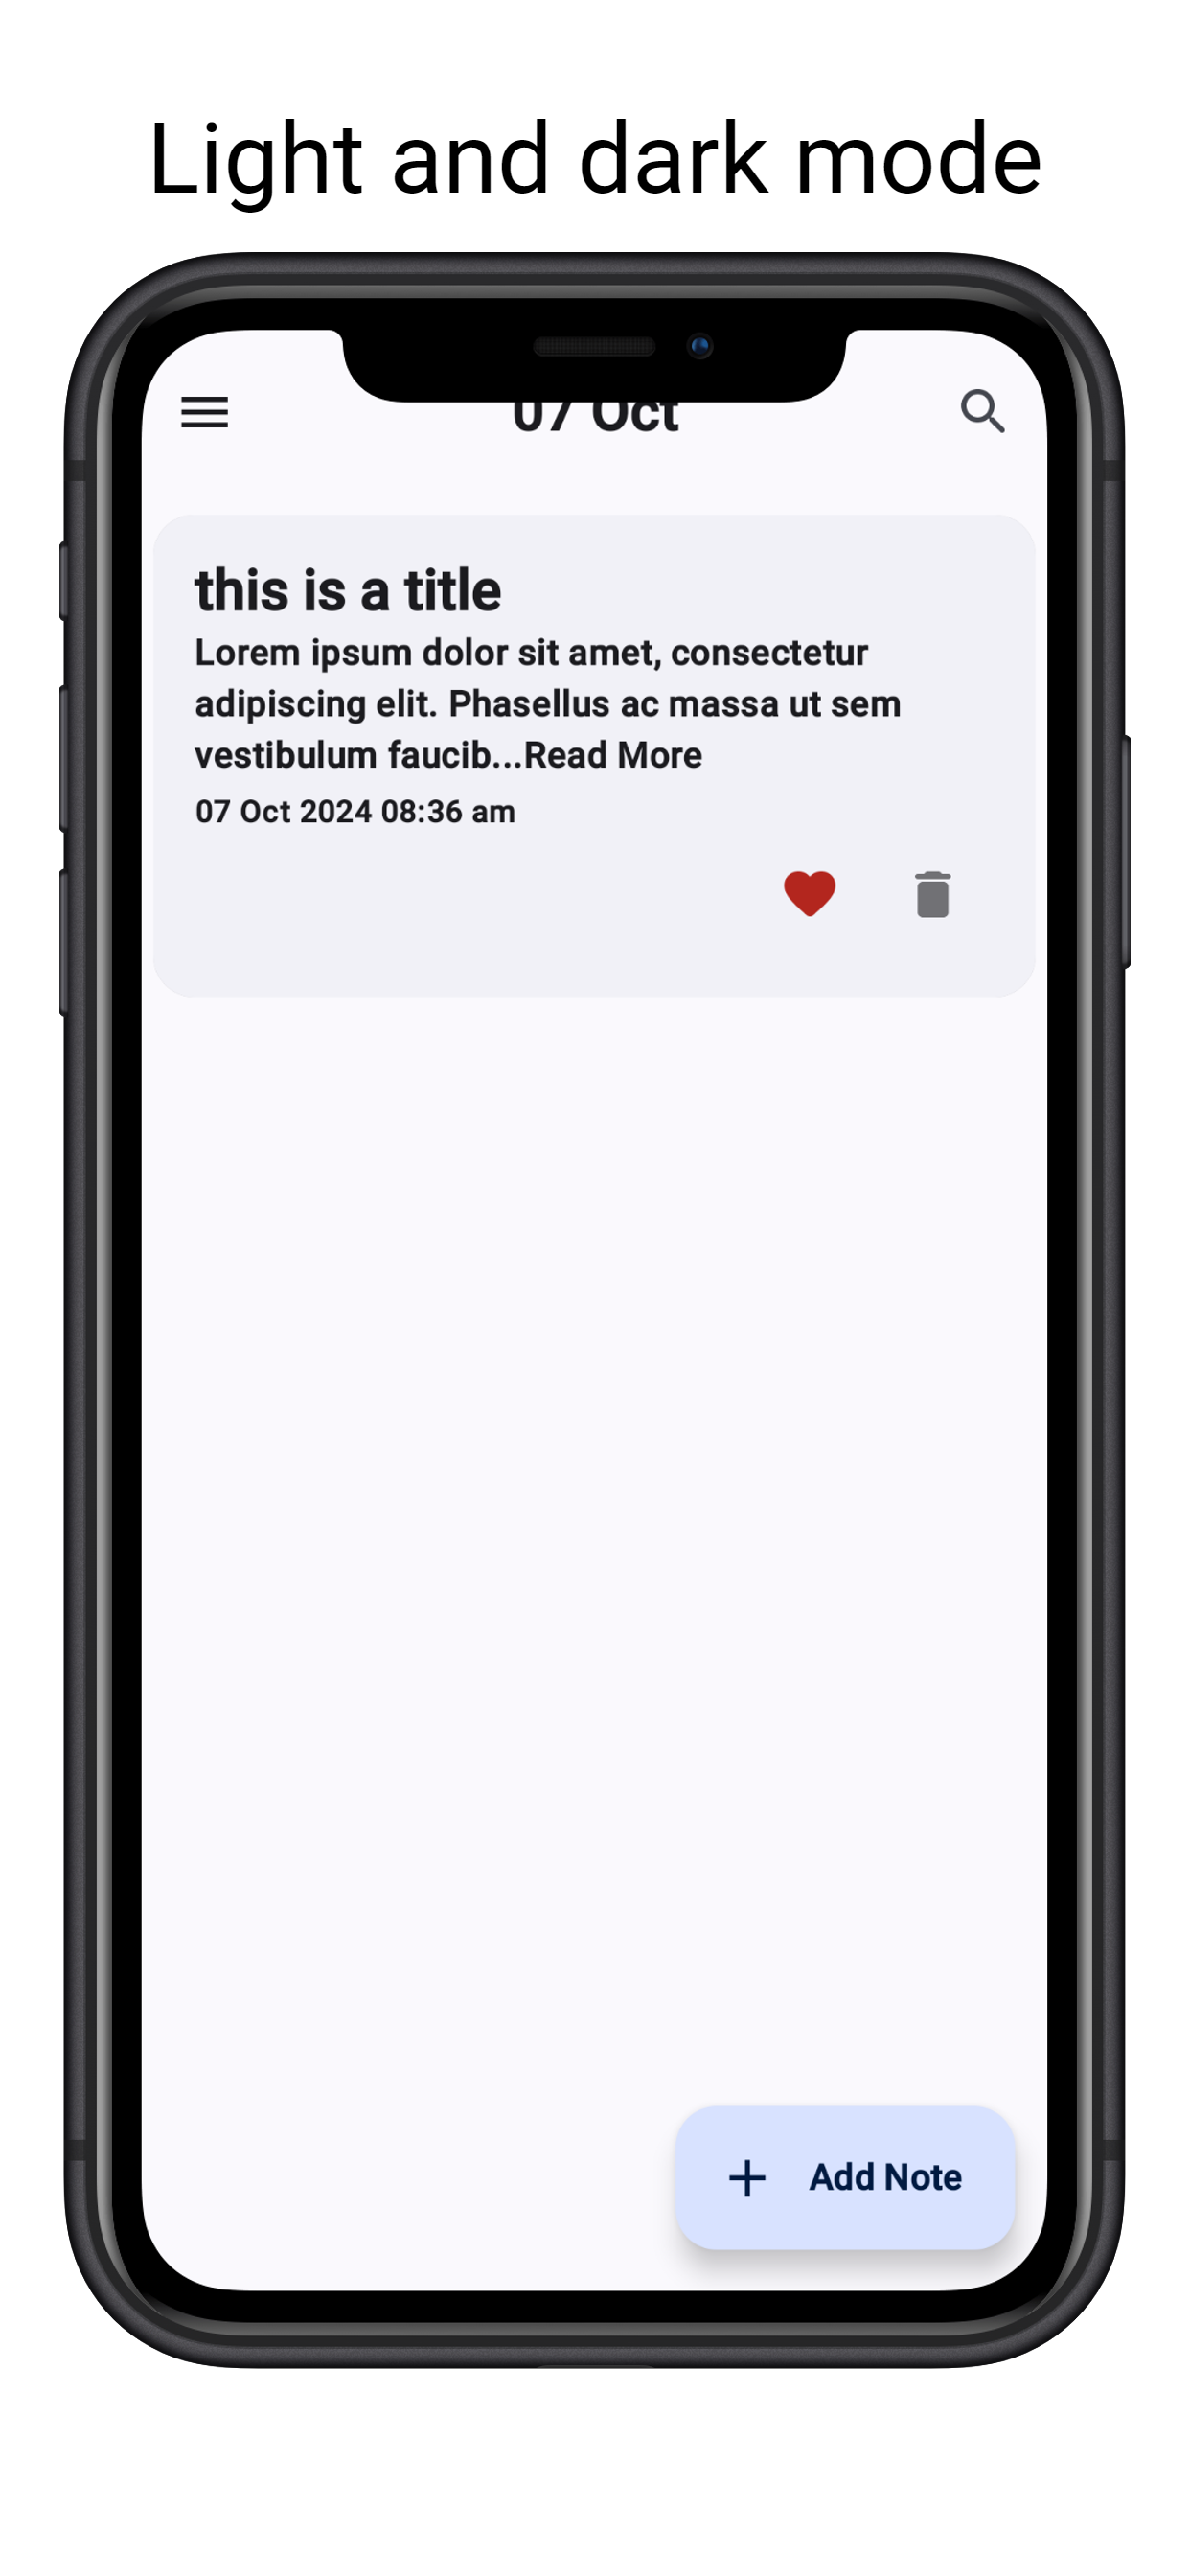 Light and dark mode
07 Oct
this is a title
Lorem ipsum dolor sit amet, consectetur
adipiscing elit. Phasellus ac massa ut sem
vestibulum faucib...Read More
07 Oct 2024 08:36 am
Add Note